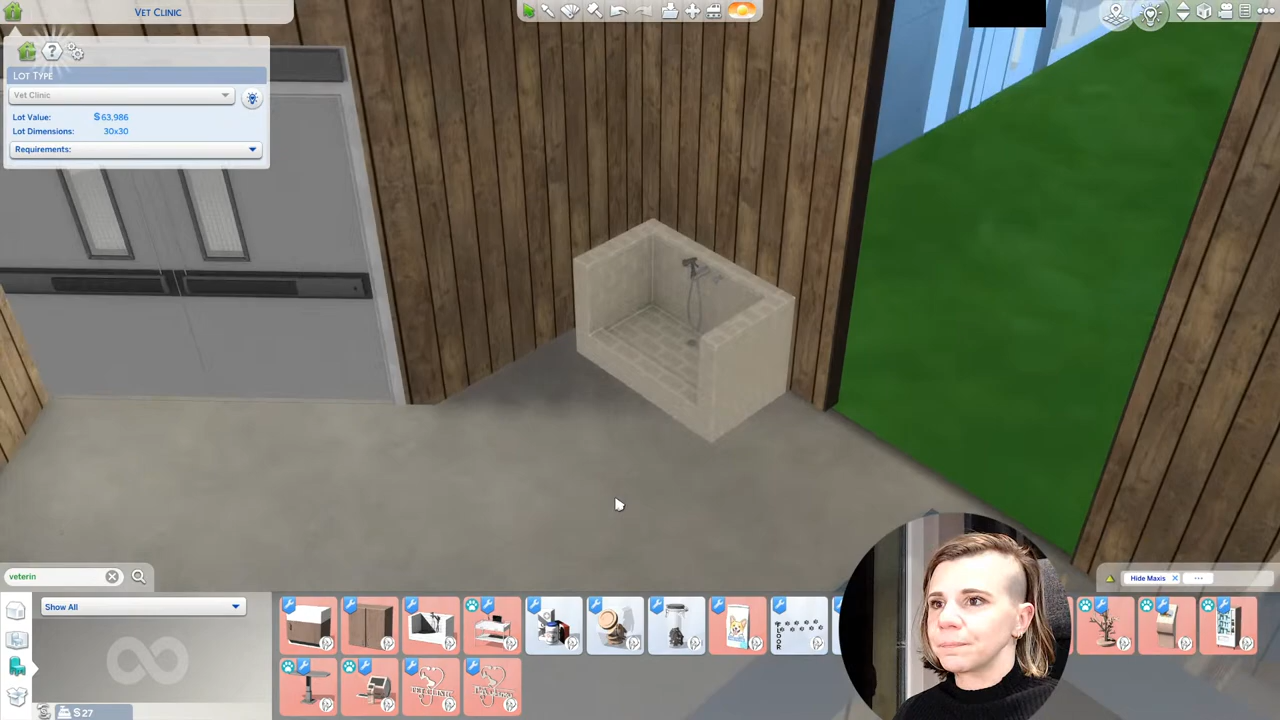 Vet Clinic
Lot Type
Vet Clinic
Lot Value: §63,986
Lot Dimensions: 30x30
Requirements:
veterin
Hide Maxis ×
Show All
§27